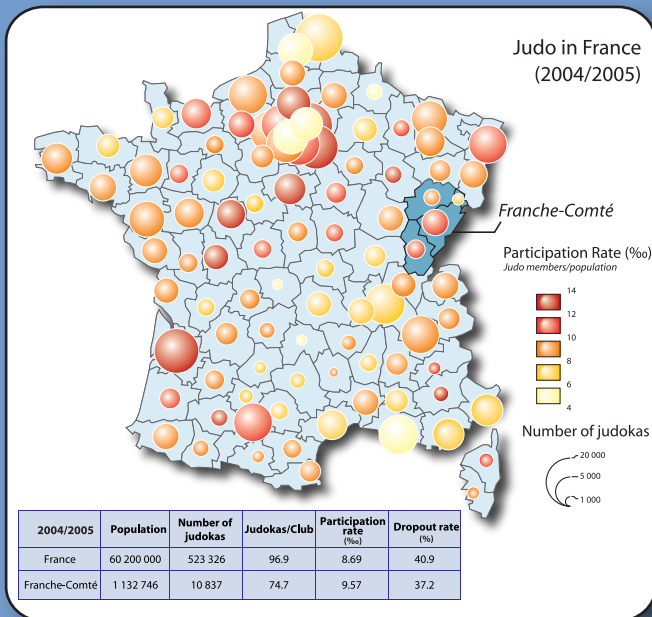 Judo in France
(2004/2005)
Franche-Comté
Participation Rate (‰)
Judo members/population
14
12
10
8
6
4
Number of judokas
20 000
5 000
1 000
2004/2005 Population Number of judokas Judokas/Club Participation rate (‰) Dropout rate (%)
France 60 200 000 523 326 96.9 8.69 40.9
Franche-Comté 1 132 746 10 837 74.7 9.57 37.2